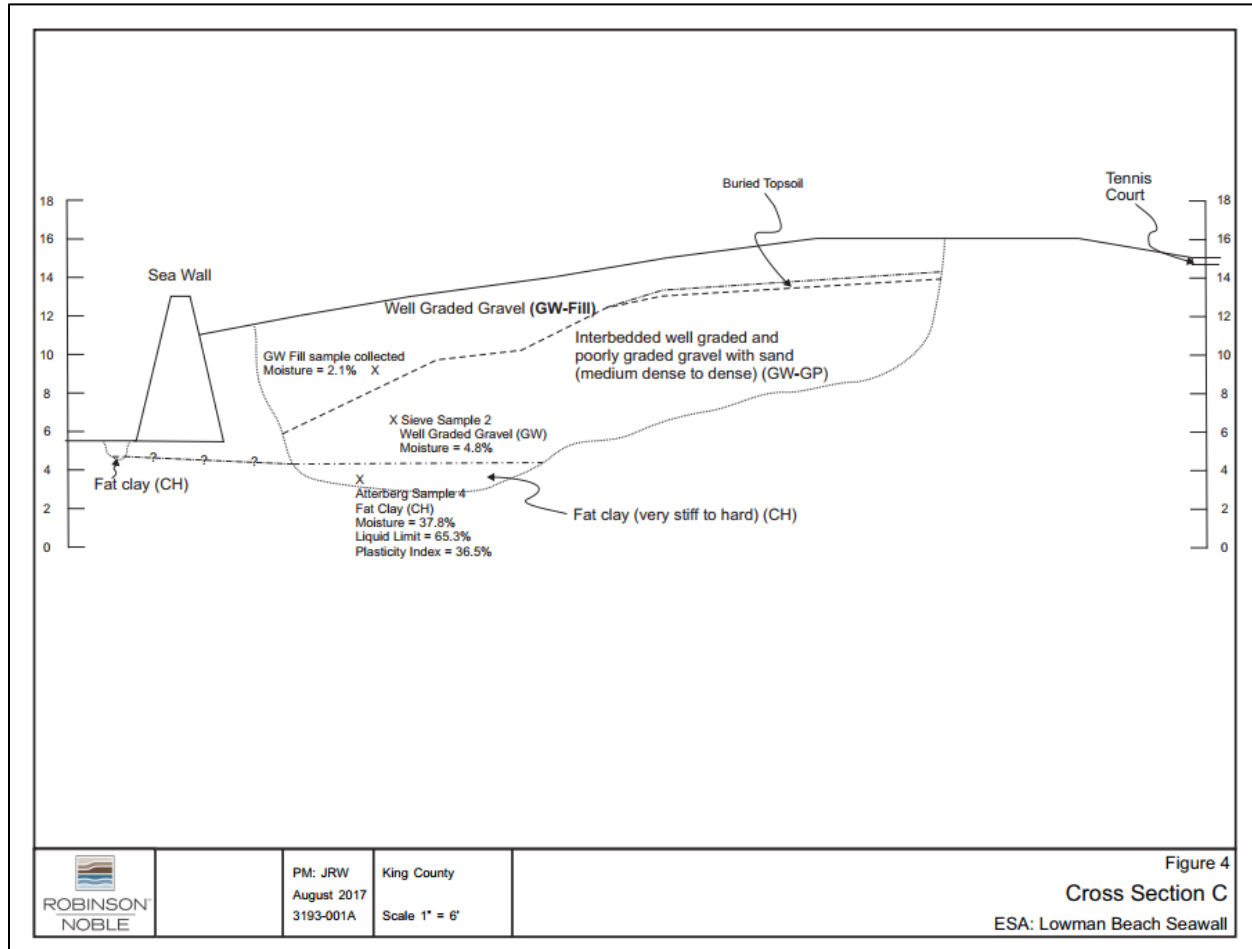 Buried Topsoil
Tennis
Court
18
18
16
16
Sea Wall
14
14
Well Graded Gravel (GW-Fill)
12
12
Interbedded well graded and
poorly graded gravel with sand
(medium dense to dense) (GW-GP)
GW Fill sample collected
Moisture = 2.1% X
10
10
8
8
X Sieve Sample 2
Well Graded Gravel (GW)
Moisture = 4.8%
6
6
? ? ?
4
4
Fat clay (CH)
X
Atterberg Sample 4
Fat Clay (CH)
Moisture = 37.8%
Liquid Limit = 65.3%
Plasticity Index = 36.5%
Fat clay (very stiff to hard) (CH)
2
2
0
0
ROBINSON
NOBLE
PM: JRW
August 2017
3193-001A
King County
Scale 1" = 6'
Figure 4
Cross Section C
ESA: Lowman Beach Seawall